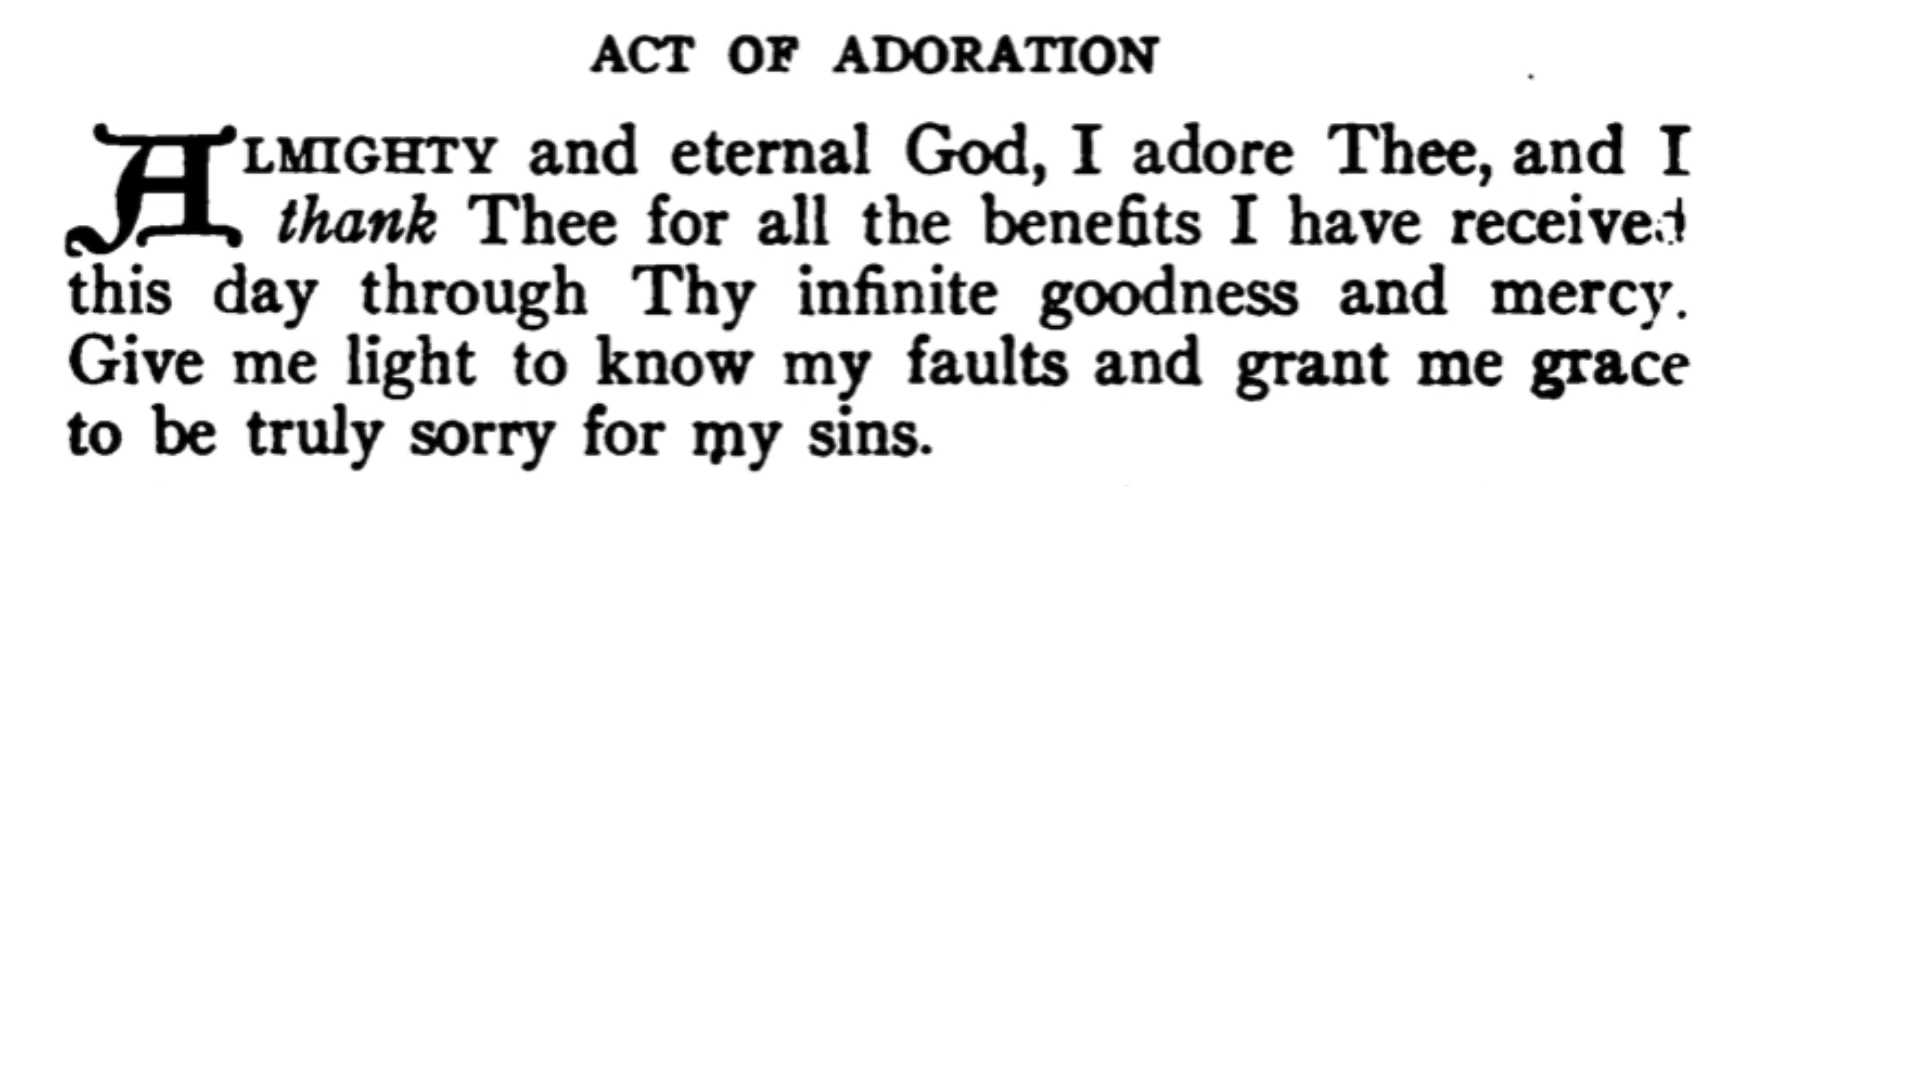 ACT OF ADORATION
ALMIGHTY and eternal God, I adore Thee, and I
thank Thee for all the benefits I have received
this day through Thy infinite goodness and mercy.
Give me light to know my faults and grant me grace
to be truly sorry for my sins.